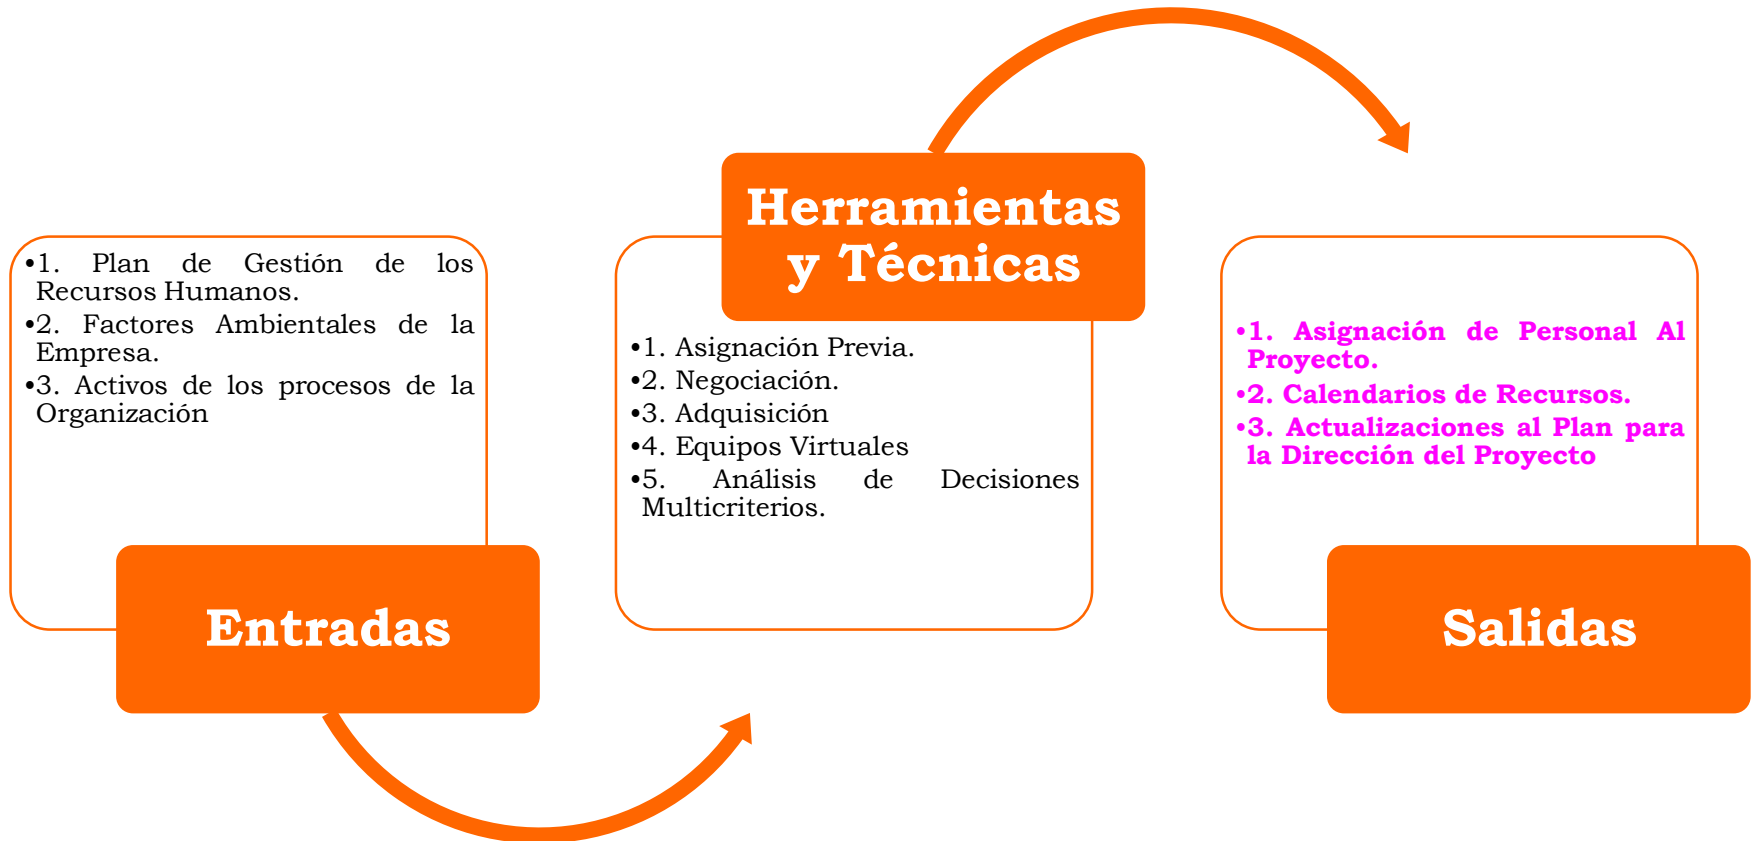 •1. Plan de Gestión de los
Recursos Humanos.
•2. Factores Ambientales de la
Empresa.
•3. Activos de los procesos de la
Organización
Entradas
Herramientas
y Técnicas
•1. Asignación Previa.
•2. Negociación.
•3. Adquisición
•4. Equipos Virtuales
•5. Análisis de Decisiones
Multicriterios.
•1. Asignación de Personal Al
Proyecto.
•2. Calendarios de Recursos.
•3. Actualizaciones al Plan para
la Dirección del Proyecto
Salidas